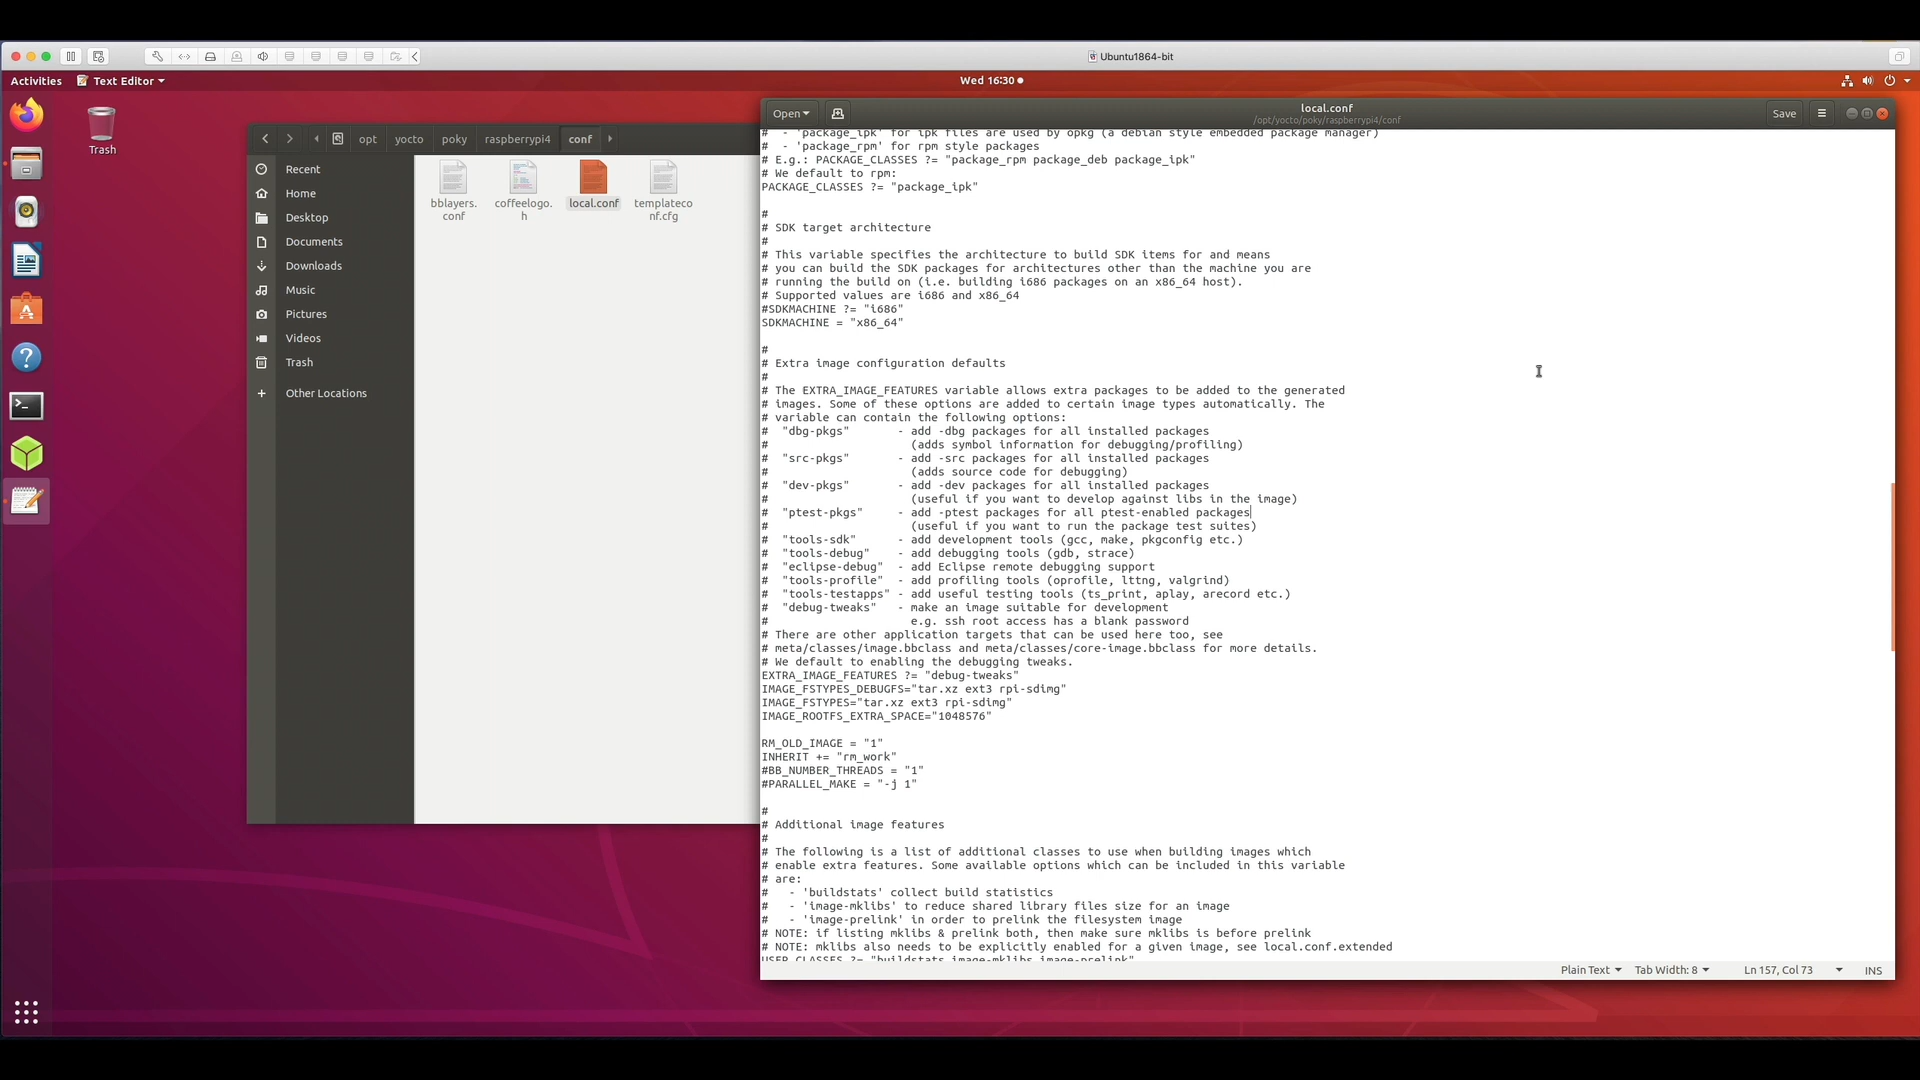 Ubuntu1864-bit
Activities
Text Editor
Wed 16:30
Trash
opt
yocto
poky
raspberrypi4
conf
Recent
Home
Desktop
Documents
Downloads
Music
Pictures
Videos
Trash
Other Locations
bblayers.
conf
coffeelogo.
h
local.conf
templateco
nf.cfg
Open
local.conf
/opt/yocto/poky/raspberrypi4/conf
Save
#  - 'package_ipk' for ipk files are used by opkg (a debian style embedded package manager)
#  - 'package_rpm' for rpm style packages
# E.g.: PACKAGE_CLASSES ?= "package_rpm package_deb package_ipk"
# We default to rpm:
PACKAGE_CLASSES ?= "package_ipk"
#
# SDK target architecture
#
# This variable specifies the architecture to build SDK items for and means
# you can build the SDK packages for architectures other than the machine you are
# running the build on (i.e. building i686 packages on an x86_64 host).
# Supported values are i686 and x86_64
#SDKMACHINE ?= "i686"
SDKMACHINE = "x86_64"
#
# Extra image configuration defaults
#
# The EXTRA_IMAGE_FEATURES variable allows extra packages to be added to the generated
# images. Some of these options are added to certain image types automatically. The
# variable can contain the following options:
#  "dbg-pkgs"       - add -dbg packages for all installed packages
#                     (adds symbol information for debugging/profiling)
#  "src-pkgs"       - add -src packages for all installed packages
#                     (adds source code for debugging)
#  "dev-pkgs"       - add -dev packages for all installed packages
#                     (useful if you want to develop against libs in the image)
#  "ptest-pkgs"     - add -ptest packages for all ptest-enabled packages
#                     (useful if you want to run the package test suites)
#  "tools-sdk"      - add development tools (gcc, make, pkgconfig etc.)
#  "tools-debug"    - add debugging tools (gdb, strace)
#  "eclipse-debug"  - add Eclipse remote debugging support
#  "tools-profile"  - add profiling tools (oprofile, lttng, valgrind)
#  "tools-testapps" - add useful testing tools (ts_print, aplay, arecord etc.)
#  "debug-tweaks"   - make an image suitable for development
#                     e.g. ssh root access has a blank password
# There are other application targets that can be used here too, see
# meta/classes/image.bbclass and meta/classes/core-image.bbclass for more details.
# We default to enabling the debugging tweaks.
EXTRA_IMAGE_FEATURES ?= "debug-tweaks"
IMAGE_FSTYPES_DEBUGFS="tar.xz ext3 rpi-sdimg"
IMAGE_FSTYPES="tar.xz ext3 rpi-sdimg"
IMAGE_ROOTFS_EXTRA_SPACE="1048576"
RM_OLD_IMAGE = "1"
INHERIT += "rm_work"
#BB_NUMBER_THREADS = "1"
#PARALLEL_MAKE = "-j 1"
#
# Additional image features
#
# The following is a list of additional classes to use when building images which
# enable extra features. Some available options which can be included in this variable
# are:
#   - 'buildstats' collect build statistics
#   - 'image-mklibs' to reduce shared library files size for an image
#   - 'image-prelink' in order to prelink the filesystem image
# NOTE: if listing mklibs & prelink both, then make sure mklibs is before prelink
# NOTE: mklibs also needs to be explicitly enabled for a given image, see local.conf.extended
USER_CLASSES ?= "buildstats image-mklibs image-prelink"
Plain Text
Tab Width: 8
Ln 157, Col 73
INS